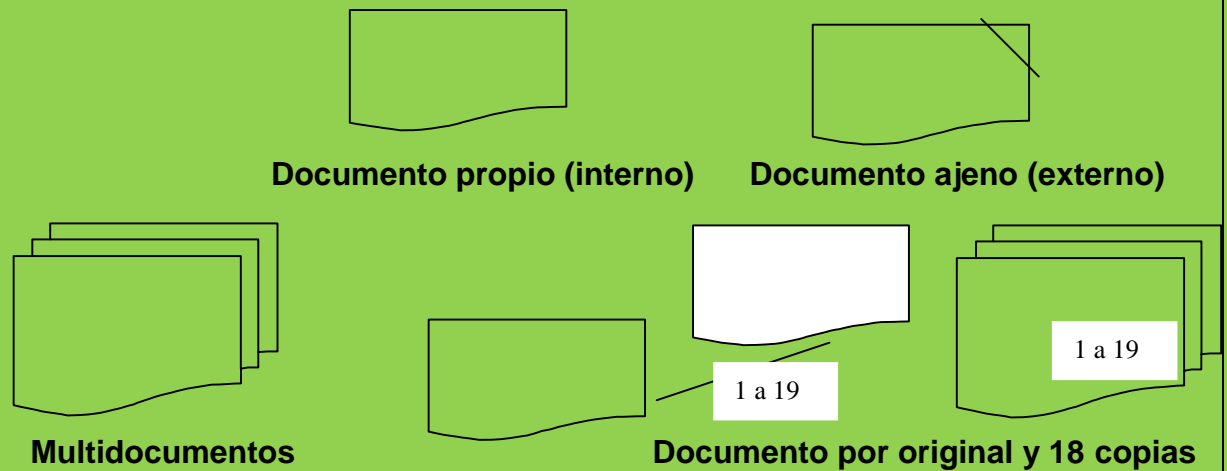 Documento propio (interno)
Documento ajeno (externo)
1 a 19
1 a 19
Multidocumentos
Documento por original y 18 copias